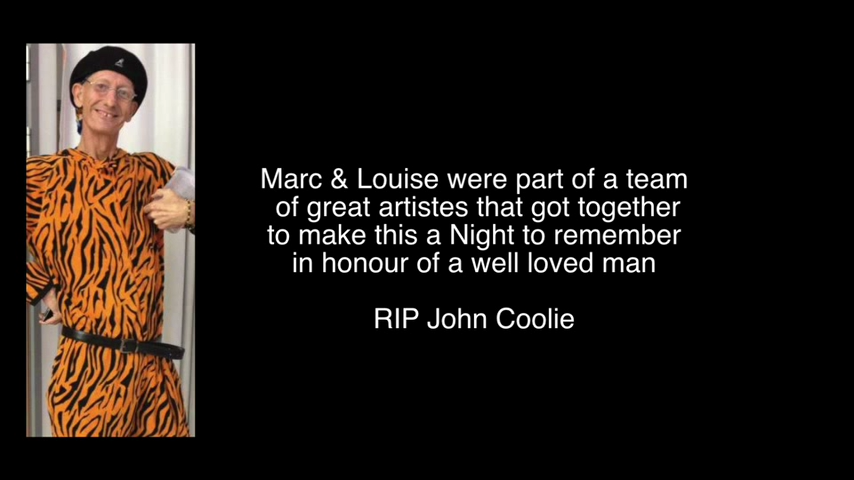 Marc & Louise were part of a team
of great artistes that got together
to make this a Night to remember
in honour of a well loved man
RIP John Coolie